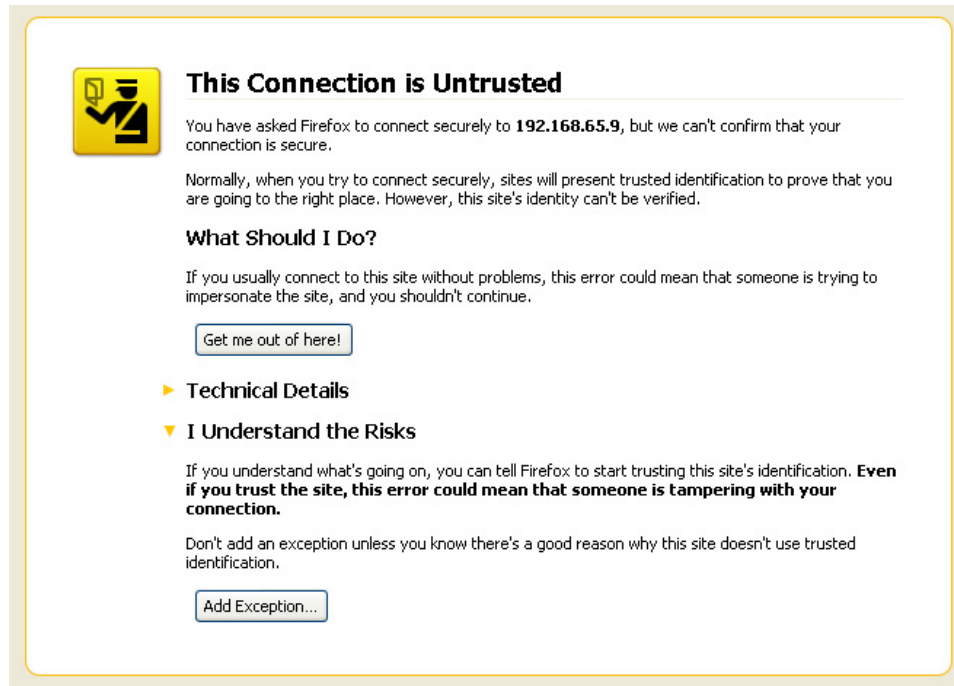 This Connection is Untrusted
You have asked Firefox to connect securely to 192.168.65.9, but we can't confirm that your
connection is secure.
Normally, when you try to connect securely, sites will present trusted identification to prove that you
are going to the right place. However, this site's identity can't be verified.
What Should I Do?
If you usually connect to this site without problems, this error could mean that someone is trying to
impersonate the site, and you shouldn't continue.
Get me out of here!
Technical Details
I Understand the Risks
If you understand what's going on, you can tell Firefox to start trusting this site's identification. Even
if you trust the site, this error could mean that someone is tampering with your
connection.
Don't add an exception unless you know there's a good reason why this site doesn't use trusted
identification.
Add Exception...